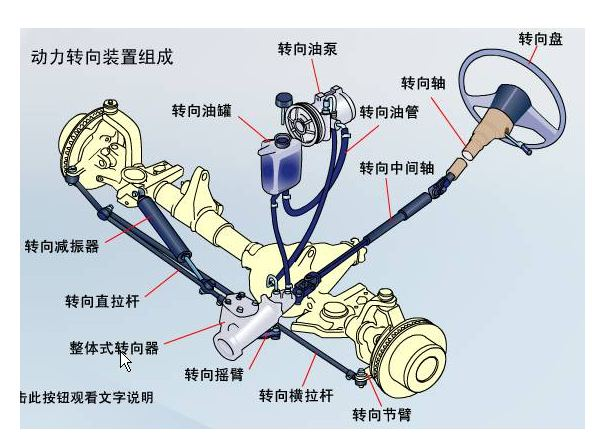 动力转向装置组成
转向油泵
转向盘
转向轴
转向油罐
转向油管
转向中间轴
转向减振器
转向直拉杆
整体式转向器
转向摇臂
转向横拉杆
转向节臂
击此按钮观看文字说明